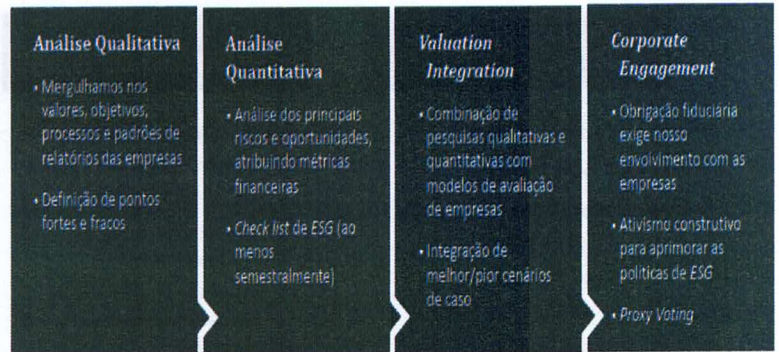 Análise Qualitativa
• Mergulhamos nos
valores, objetivos,
processos e padrões de
relatórios das empresas
• Definição de pontos
fortes e fracos
Análise
Quantitativa
• Análise dos principais
riscos e oportunidades,
atribuindo métricas
financeiras
• Check list de ESG (ao
menos
semestralmente)
Valuation
Integration
• Combinação de
pesquisas qualitativas e
quantitativas com
modelos de avaliação
de empresas
• Integração de
melhor/pior cenários
de caso
Corporate
Engagement
• Obrigação fiduciária
exige nosso
envolvimento com as
empresas
• Ativismo construtivo
para aprimorar as
políticas de ESG
• Proxy Voting